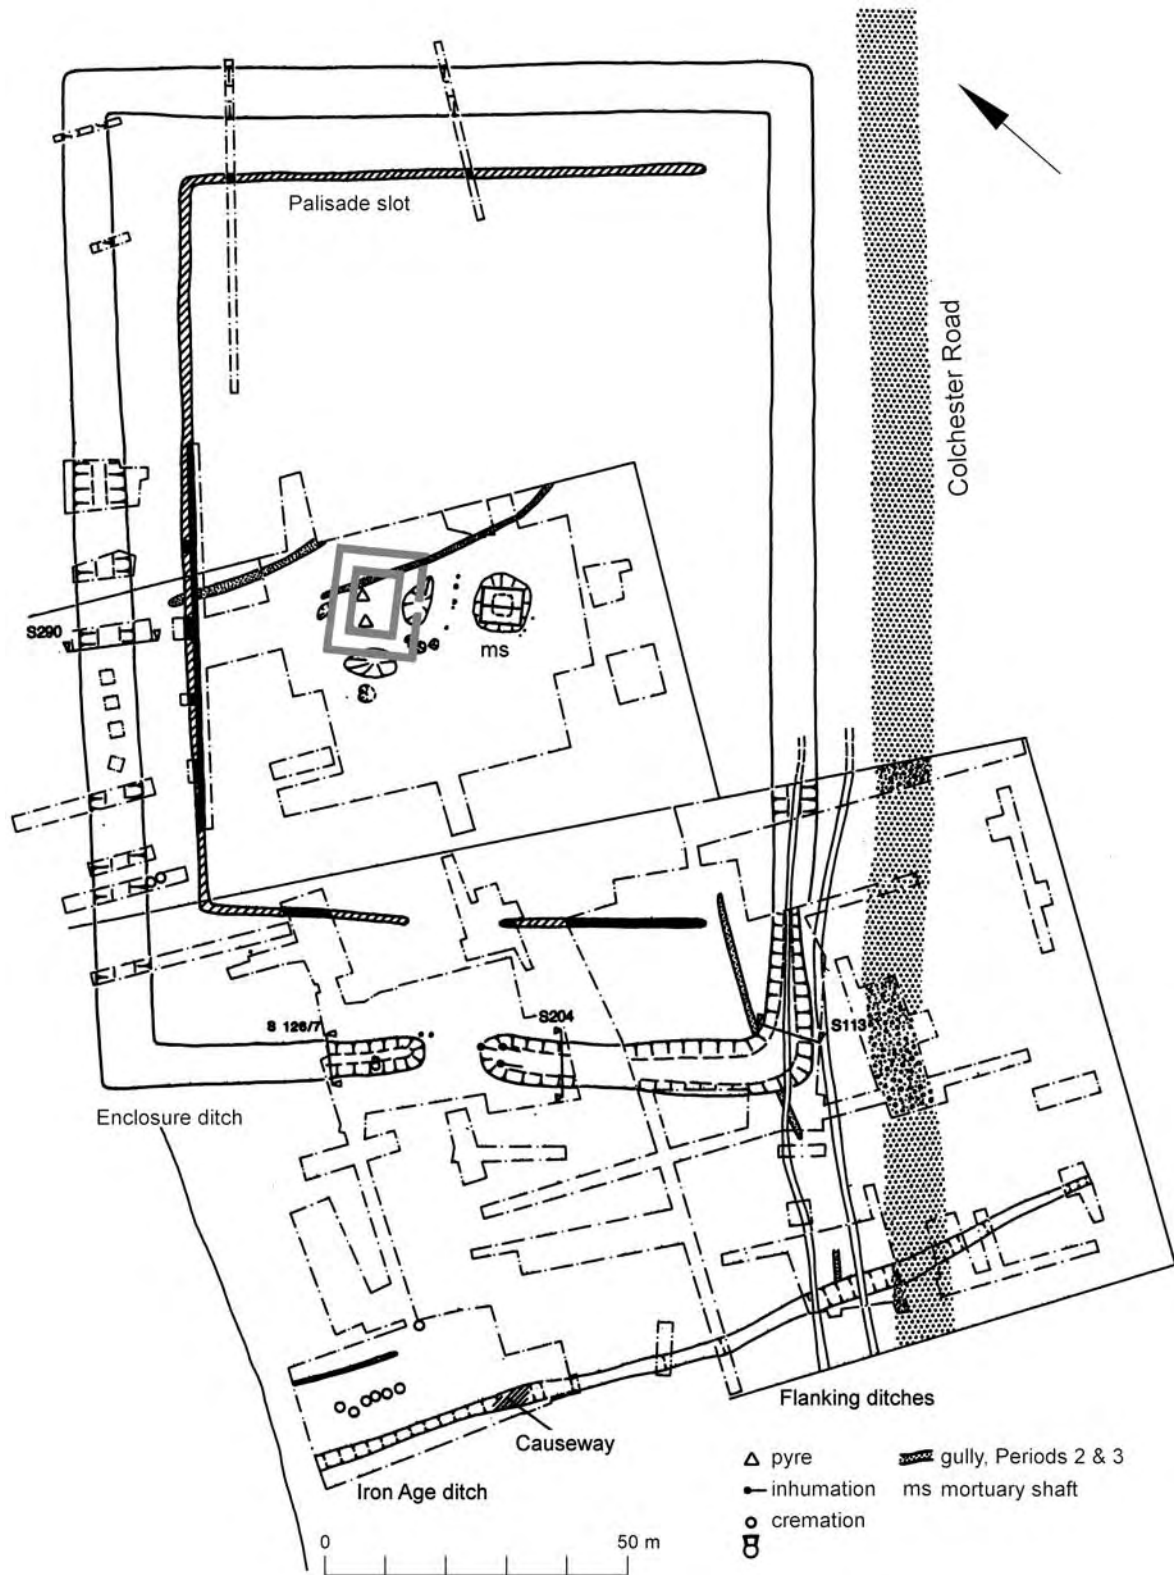 Palisade slot
Colchester Road
S290
ms
S 126/7
S204
S113
Enclosure ditch
Flanking ditches
Causeway
Iron Age ditch
pyre
inhumation
cremation
gully, Periods 2 & 3
ms mortuary shaft
0 50 m